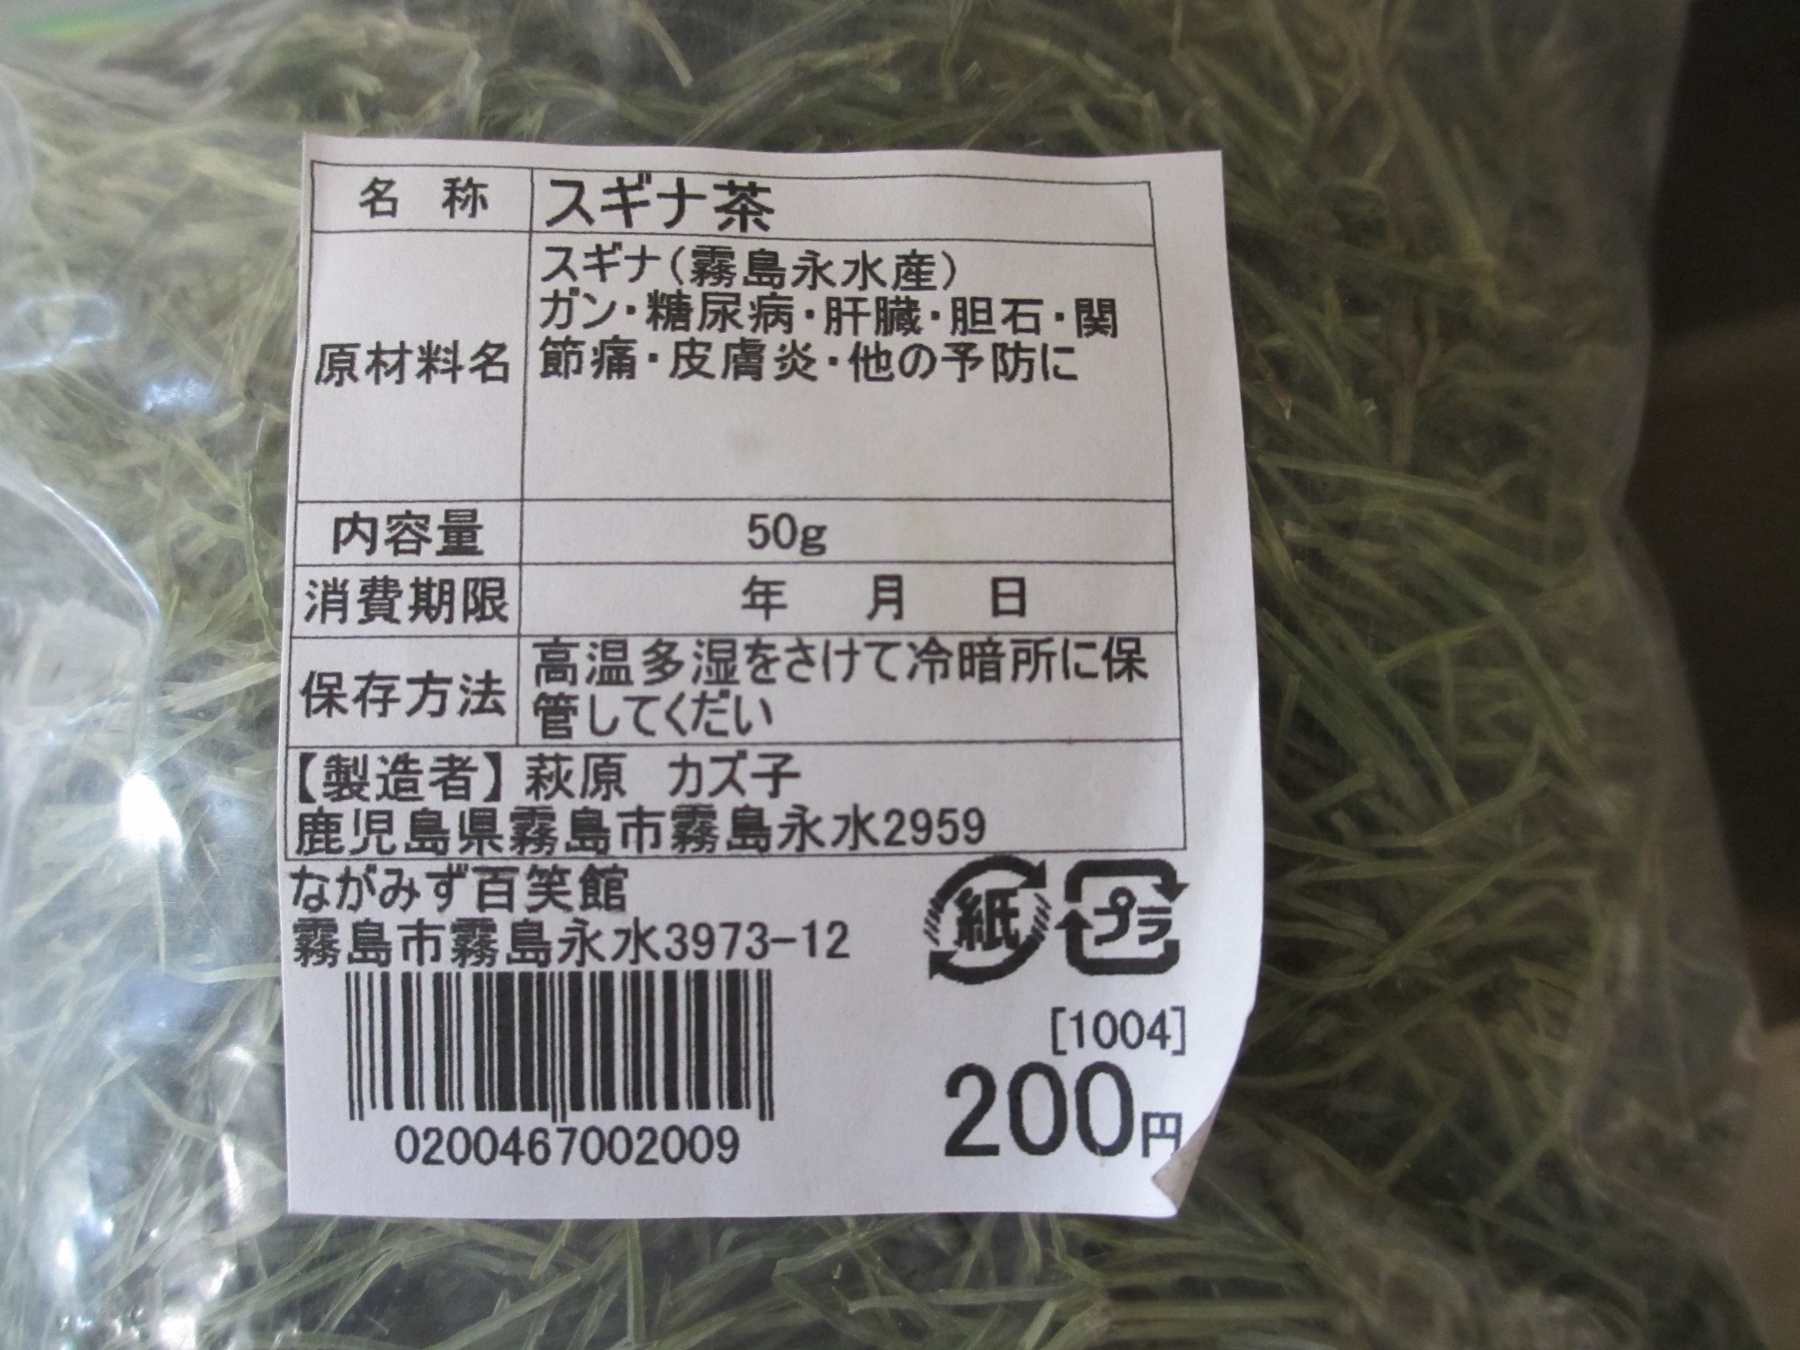 名 称 スギナ茶
原材料名 スギナ(霧島永水産)
ガン・糖尿病・肝臓・胆石・関
節痛・皮膚炎・他の予防に
内容量 50g
消費期限 年 月 日
保存方法 高温多湿をさけて冷暗所に保
管してくだい
【製造者】萩原 カズ子
鹿児島県霧島市霧島永水2959
ながみず百笑館
霧島市霧島永水3973-12
紙 プラ
0200467002009
[1004]
200円